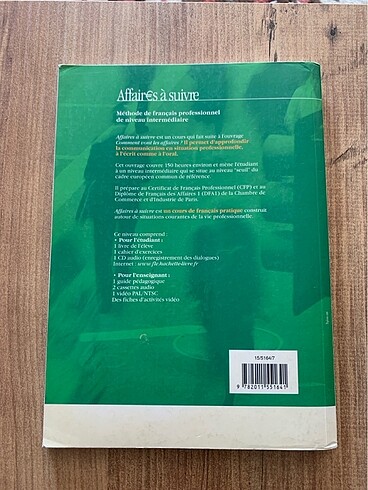 Affair€s à suivre
Méthode de français professionnel
de niveau intermédiaire
Affaires à suivre est un cours qui fait suite à l'ouvrage
Comment vont les affaires ? Il permet d'approfondir
la communication en situation professionnelle,
à l'écrit comme à l'oral.
Cet ouvrage couvre 150 heures environ et mène l'étudiant
à un niveau intermédiaire qui se situe au niveau "seuil" du
cadre européen commun de référence
Il prépare au Certificat de Français Professionnel (CFP) et au
Diplôme de Français des Affaires 1 (DFA1) de la Chambre de
Commerce et d'Industrie de Paris.
Affaires à suivre est un cours de français pratique construit
autour de situations courantes de la vie professionnelle.
Ce niveau comprend :
• Pour l'étudiant :
1 livre de l'élève
1 cahier d'exercices
1 CD audio (enregistrement des dialogues)
Internet : www.fle.hachette-livre.fr
• Pour l'enseignant :
1 guide pédagogique
2 cassettes audio
1 vidéo PAL/NTSC
Des fiches d'activités vidéo
15/5164/7
9 782011 551641